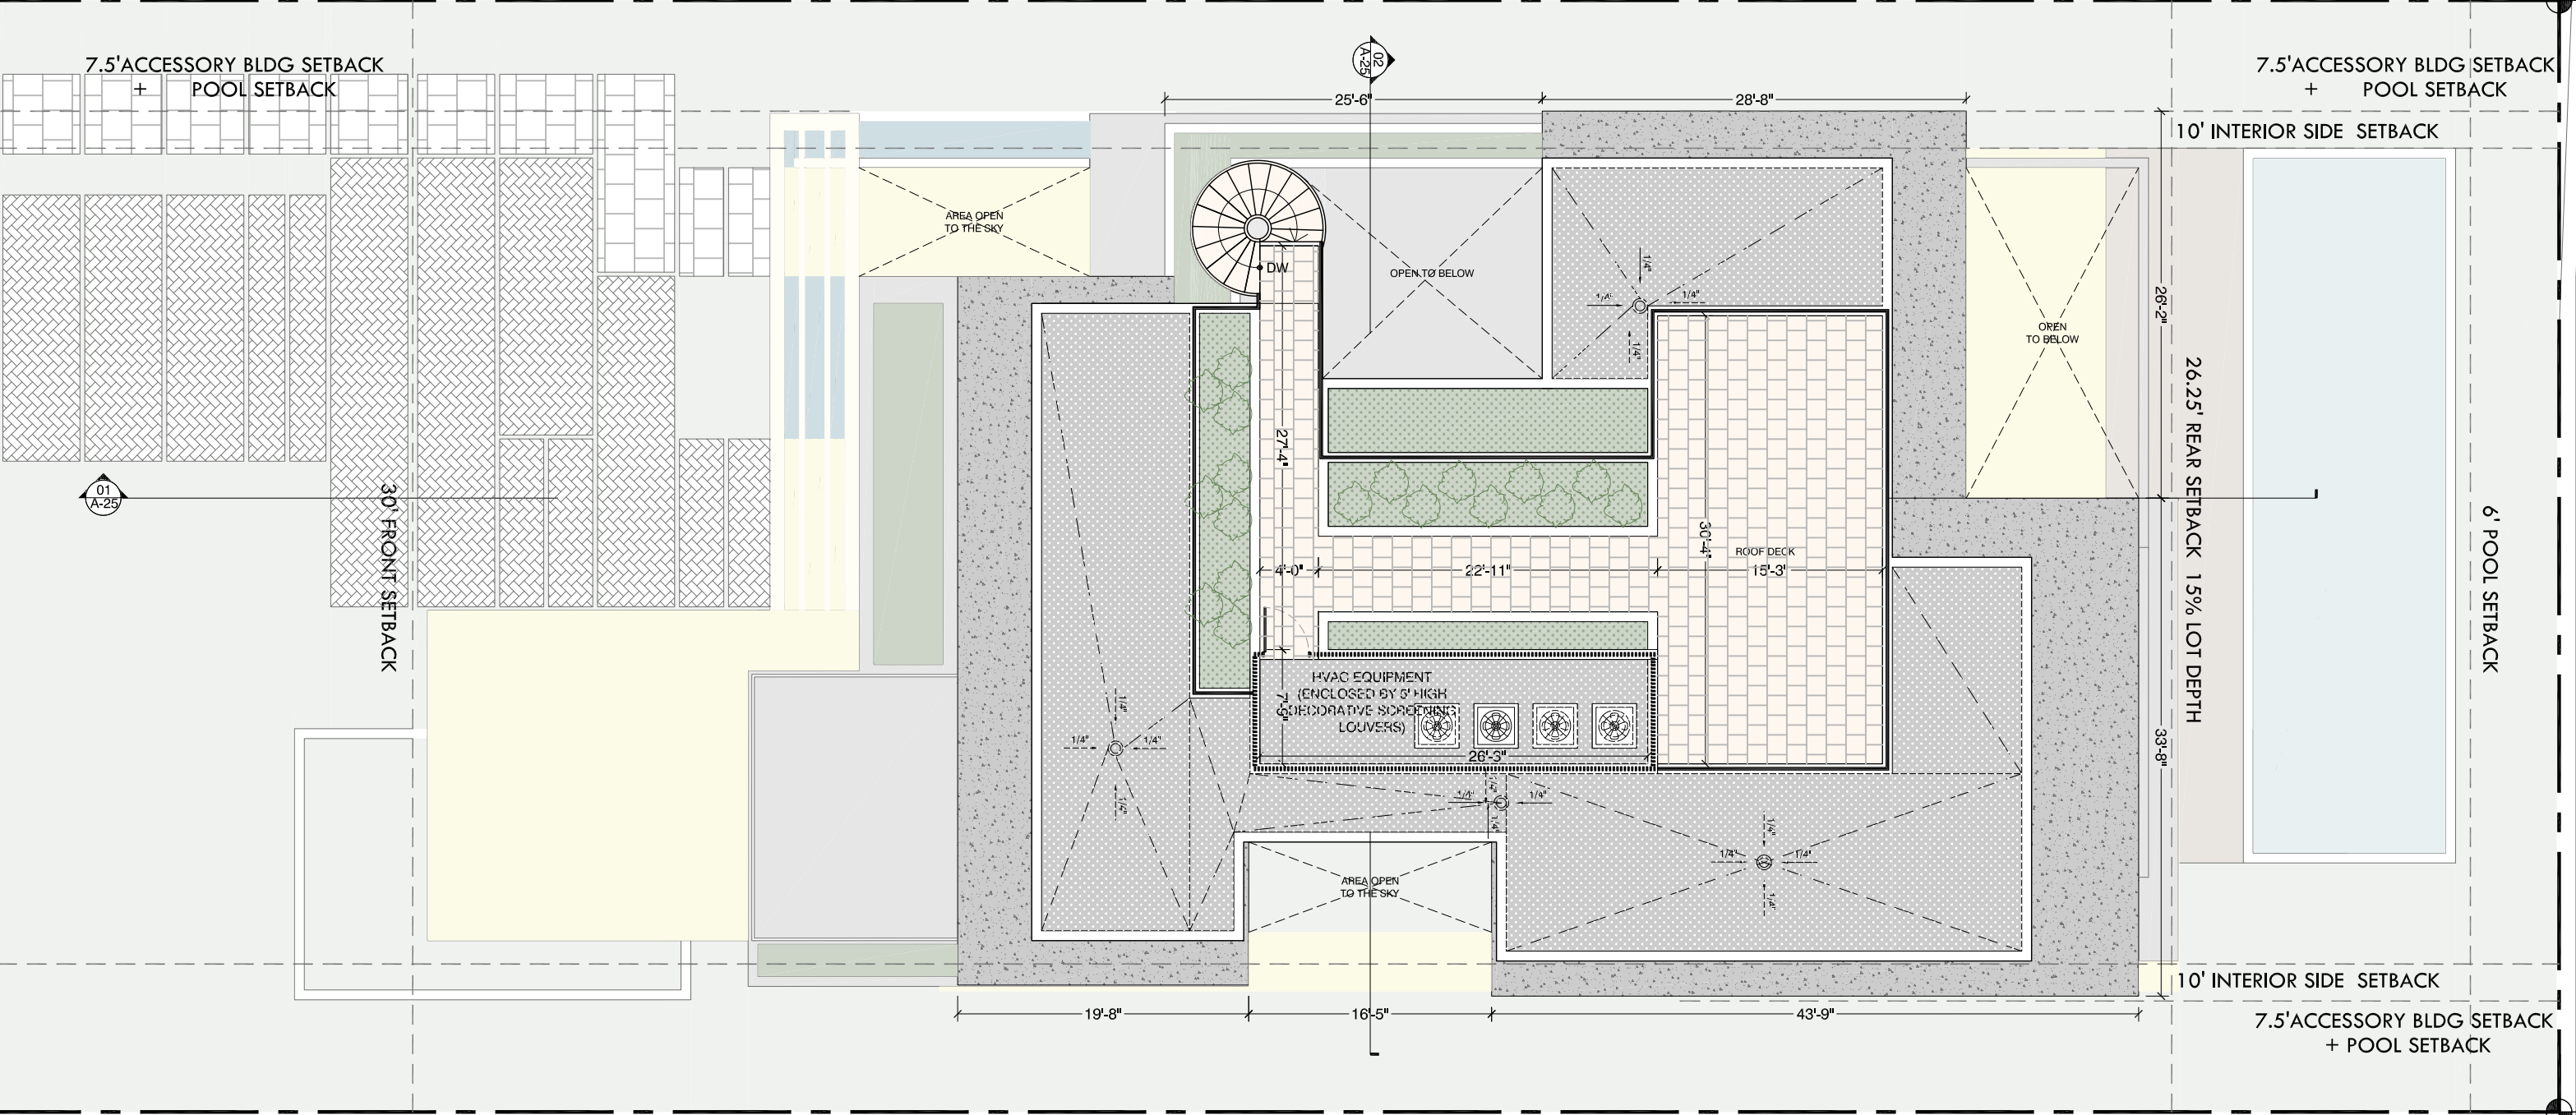 7.5'ACCESSORY BLDG SETBACK
+ POOL SETBACK
02
A-25
7.5'ACCESSORY BLDG SETBACK
+ POOL SETBACK
25'-6"
28'-8"
10' INTERIOR SIDE SETBACK
AREA OPEN
TO THE SKY
DW
OPEN TO BELOW
1/4"
1/4"
1/4"
1/4"
26'-2"
OPEN
TO BELOW
27'-4"
01
A-25
30' FRONT SETBACK
26.25' REAR SETBACK 15% LOT DEPTH
6' POOL SETBACK
30'-4"
ROOF DECK
4'-0"
22'-11"
15'-3"
HVAC EQUIPMENT
(ENCLOSED BY 5' HIGH
DECORATIVE SCREENING
LOUVERS)
26'-3"
1/4"
1/4"
1/4"
1/4"
33'-8"
1/4"
1/4"
1/4"
1/4"
1/4"
1/4"
1/4"
1/4"
AREA OPEN
TO THE SKY
10' INTERIOR SIDE SETBACK
19'-8"
16'-5"
43'-9"
7.5'ACCESSORY BLDG SETBACK
+ POOL SETBACK